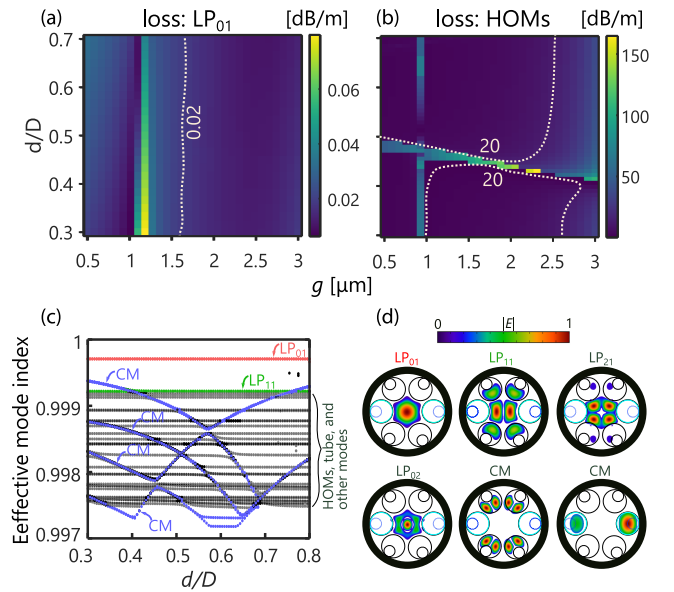 (a) loss: LP01 [dB/m]
0.7
0.6
0.5
0.4
0.3
d/D
0.02
0.06
0.04
0.02
0.5 1 1.5 2 2.5 3
(b) loss: HOMs [dB/m]
20
20
150
100
50
0.5 1 1.5 2 2.5 3
g [µm]
(c)
Eeffective mode index
1
0.999
0.998
0.997
LP01
CM
LP11
CM
CM
CM
HOMs, tube, and
other modes
0.3 0.4 0.5 0.6 0.7 0.8
d/D
(d)
0 |E| 1
LP01 LP11 LP21
LP02 CM CM